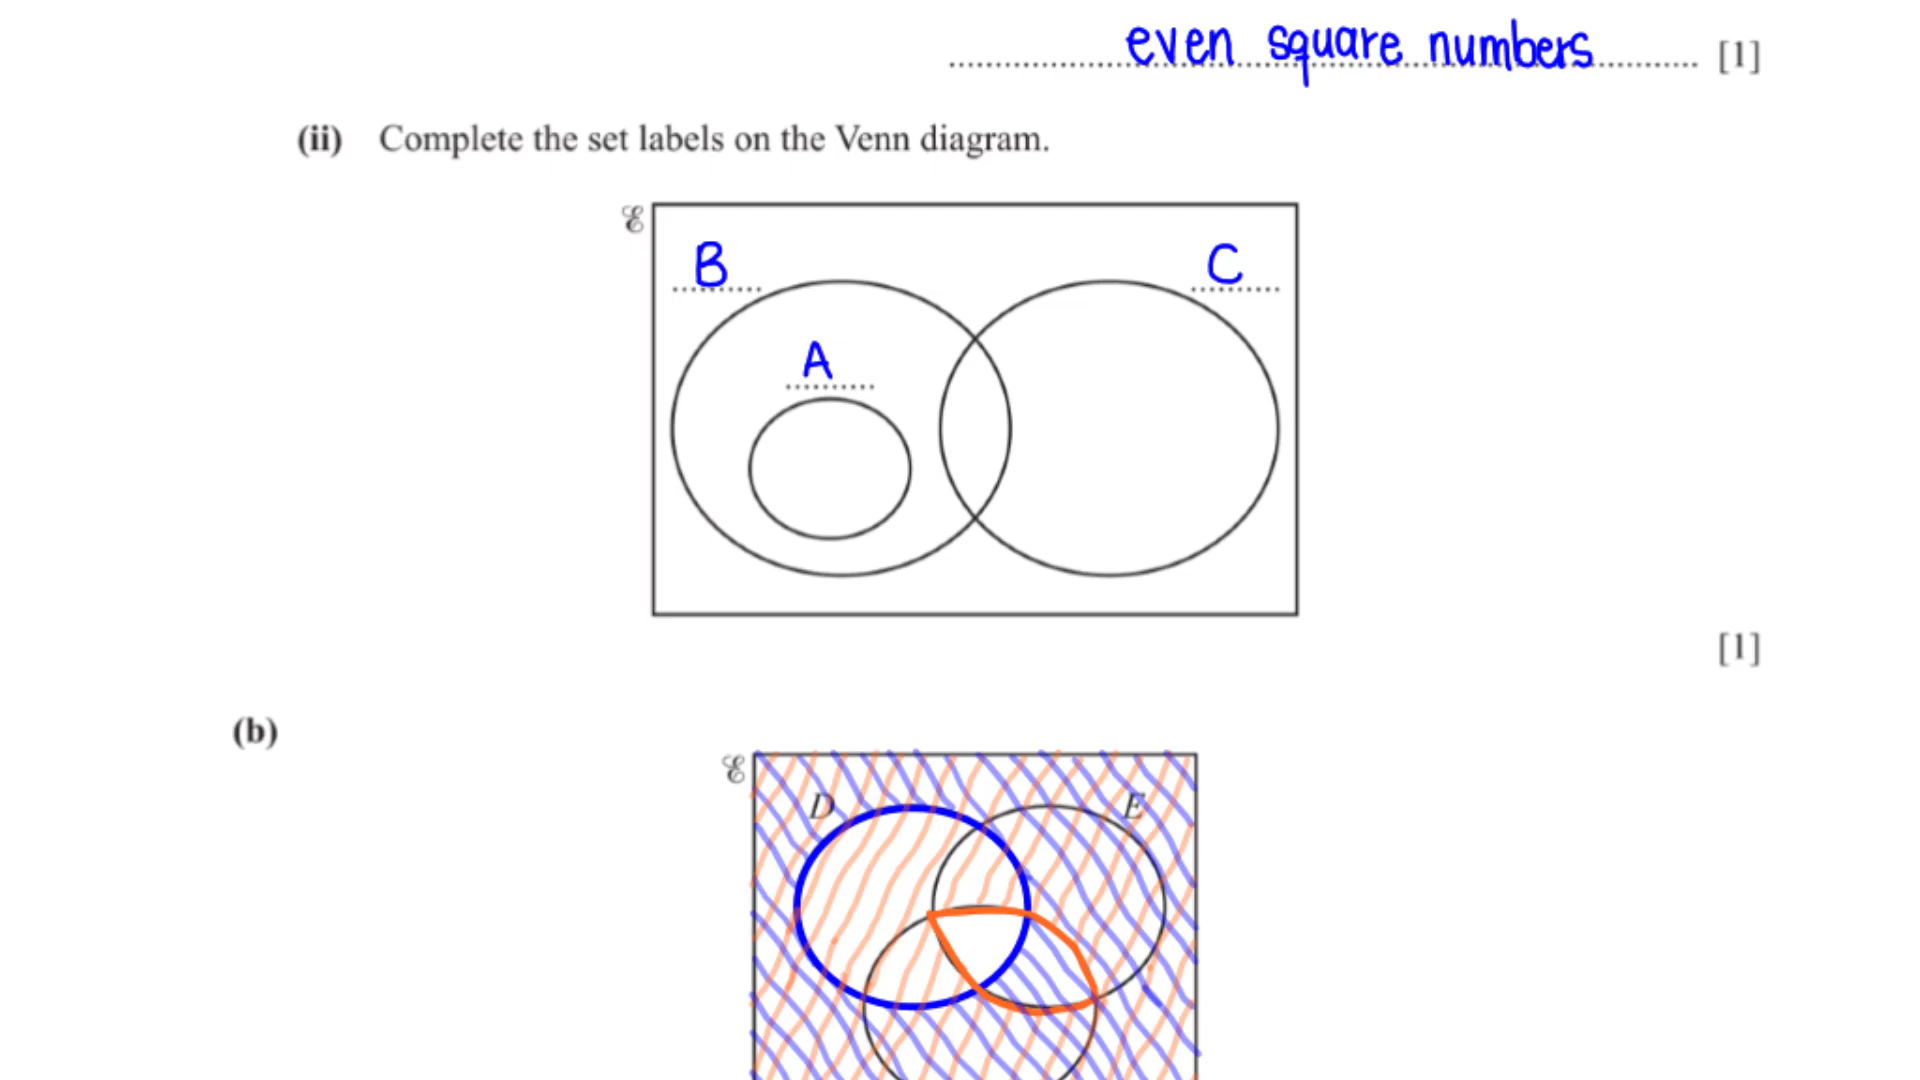 even square numbers [1]
(ii) Complete the set labels on the Venn diagram.
ℰ
B C
A
[1]
(b)
ℰ
D E